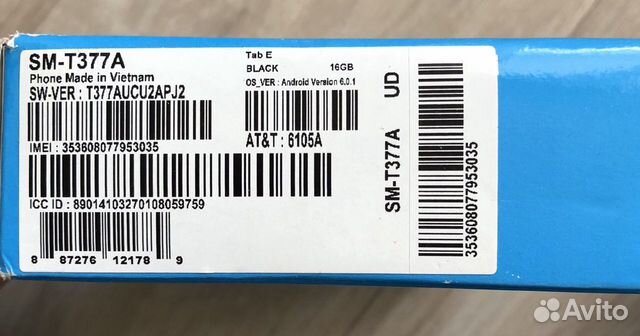 SM-T377A
Phone Made in Vietnam
SW-VER : T377AUCU2APJ2
IMEI : 353608077953035
ICC ID : 89014103270108059759
8 87276 12178 9
Tab E
BLACK 16GB
OS_VER : Android Version 6.0.1
AT&T : 6105A
SM-T377A UD
353608077953035
Avito